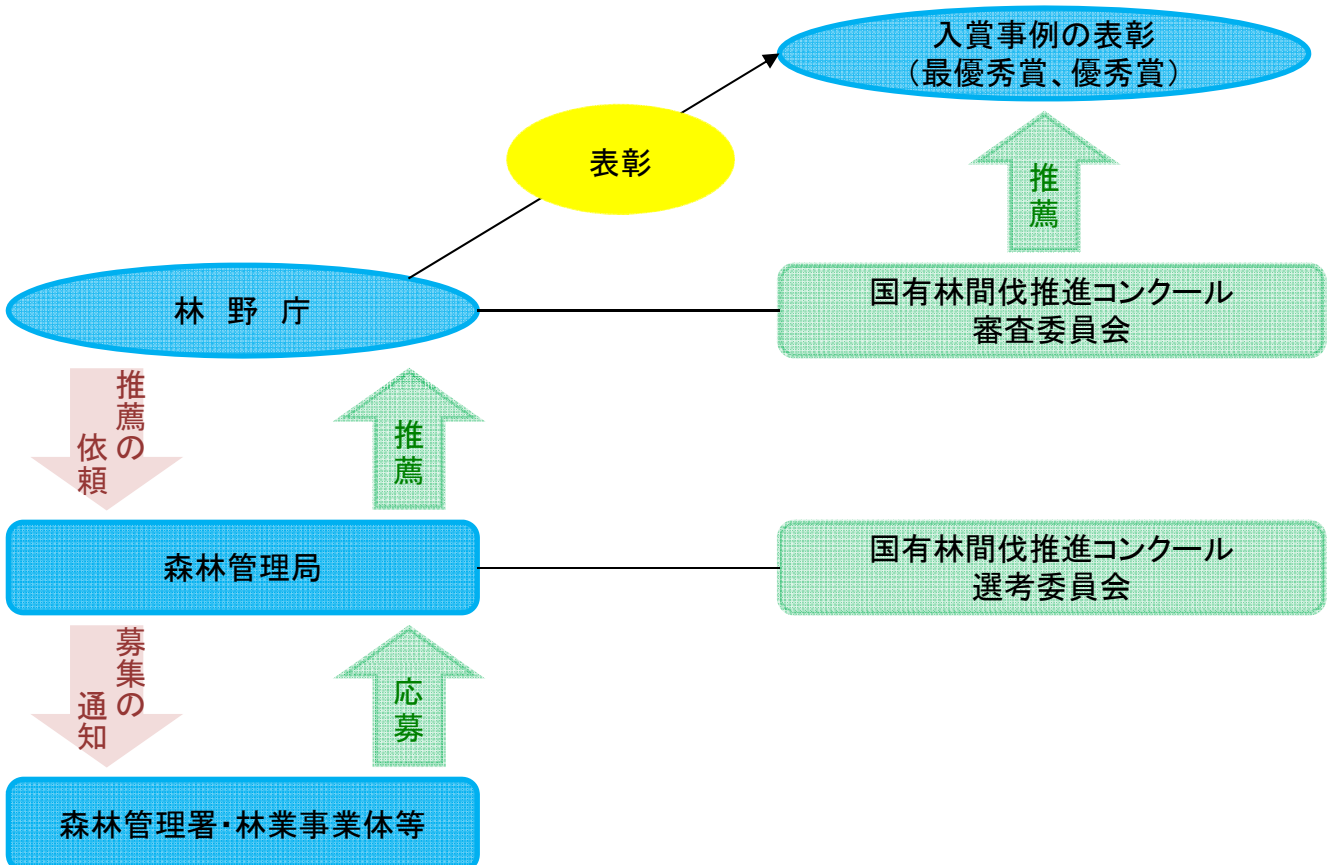 入賞事例の表彰
（最優秀賞、優秀賞）
表彰
推薦
林　野　庁
国有林間伐推進コンクール
審査委員会
推薦の
依頼
推薦
森林管理局
国有林間伐推進コンクール
選考委員会
募集の
通知
応募
森林管理署・林業事業体等